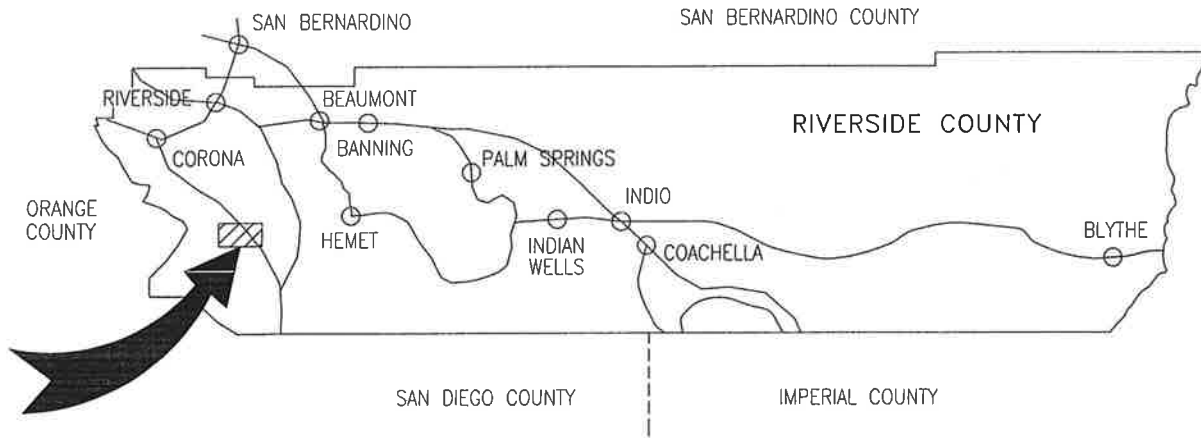 SAN BERNARDINO
SAN BERNARDINO COUNTY
RIVERSIDE
BEAUMONT
RIVERSIDE COUNTY
CORONA
BANNING
PALM SPRINGS
ORANGE
COUNTY
HEMET
INDIAN
WELLS
INDIO
COACHELLA
BLYTHE
SAN DIEGO COUNTY
IMPERIAL COUNTY